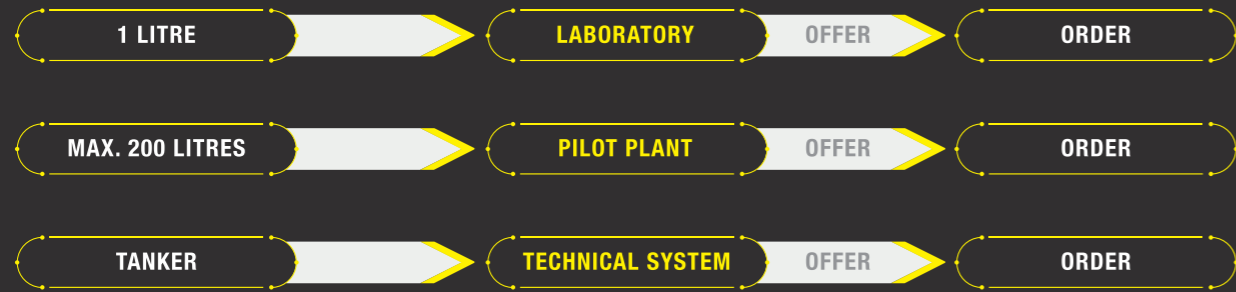 1 LITRE LABORATORY OFFER ORDER
MAX. 200 LITRES PILOT PLANT OFFER ORDER
TANKER TECHNICAL SYSTEM OFFER ORDER